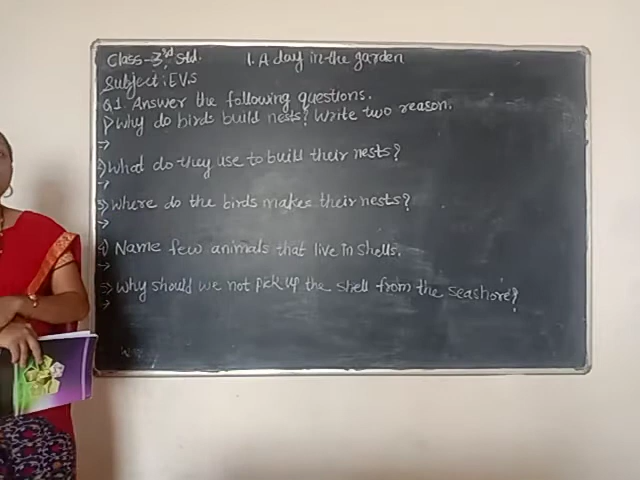 Class-3rd Std. 1. A day in the garden
Subject: EVS
Q1. Answer the following questions.
1) Why do birds build nests? Write two reason.
→
2) What do they use to build their nests?
→
3) Where do the birds makes their nests?
→
4) Name few animals that live in shells.
→
5) Why should we not pick up the shell from the seashore?
→